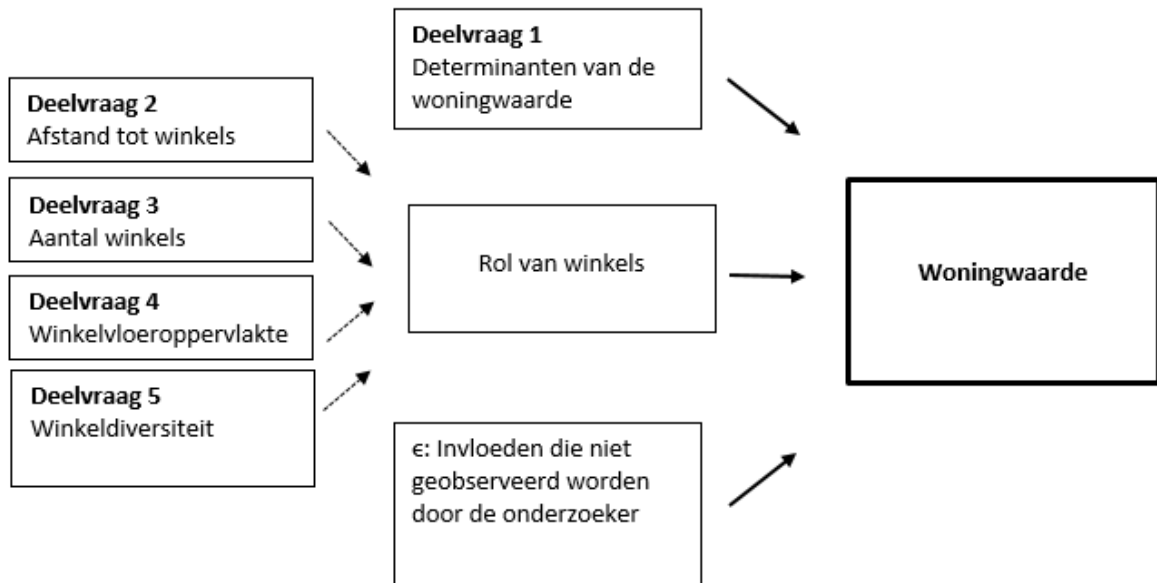 Deelvraag 1
Determinanten van de
woningwaarde
Deelvraag 2
Afstand tot winkels
Deelvraag 3
Aantal winkels
Deelvraag 4
Winkelvloeroppervlakte
Deelvraag 5
Winkeldiversiteit
Rol van winkels
ϵ: Invloeden die niet
geobserveerd worden
door de onderzoeker
Woningwaarde